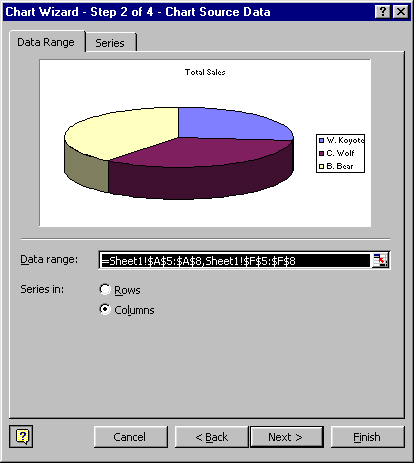 Chart Wizard - Step 2 of 4 - Chart Source Data
Data Range
Series
Total Sales
W. Koyote
C. Wolf
B. Bear
Data range:
=Sheet1!$A$5:$A$8,Sheet1!$F$5:$F$8
Series in:
Rows
Columns
Cancel
< Back
Next >
Finish